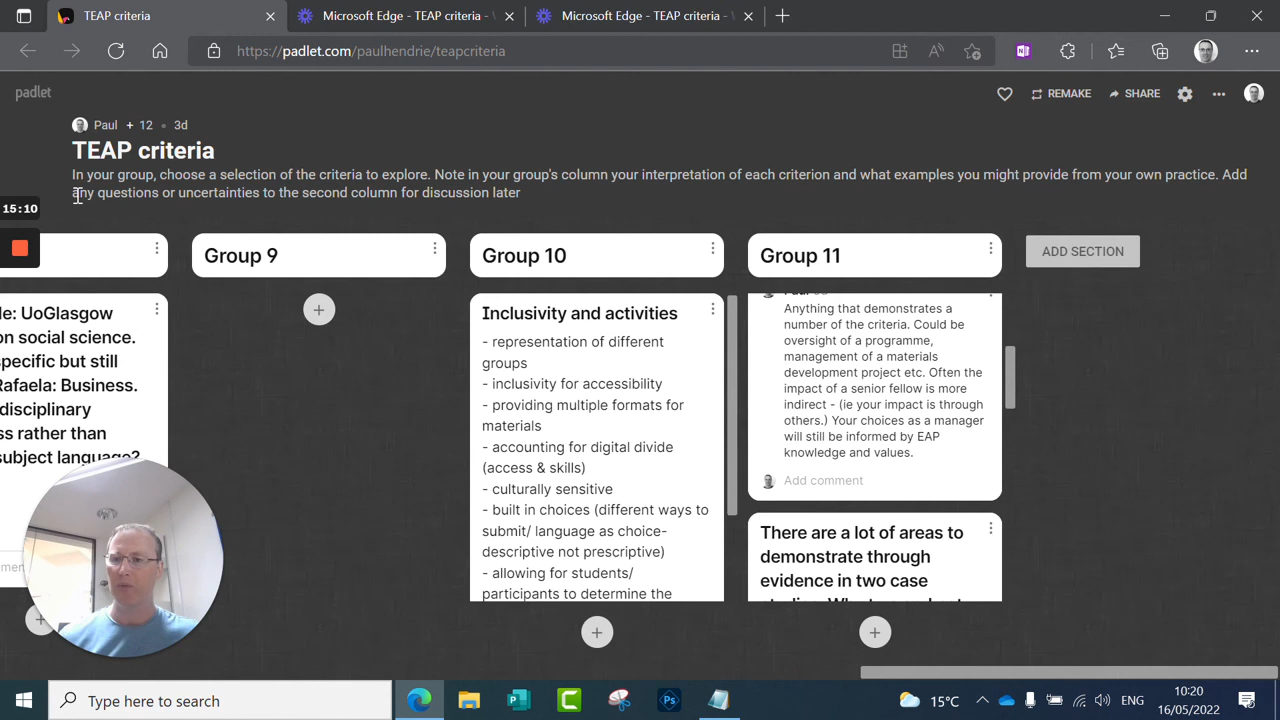 TEAP criteria
Microsoft Edge - TEAP criteria -
Microsoft Edge - TEAP criteria -
https://padlet.com/paulhendrie/teapcriteria
padlet
REMAKE
SHARE
Paul + 12 • 3d
TEAP criteria
In your group, choose a selection of the criteria to explore. Note in your group's column your interpretation of each criterion and what examples you might provide from your own practice. Add
any questions or uncertainties to the second column for discussion later
15:10
Group 9
Group 10
Group 11
ADD SECTION
UoGlasgow
on social science.
specific but still
Rafaela: Business.
disciplinary
rather than
subject language?
Inclusivity and activities
- representation of different
groups
- inclusivity for accessibility
- providing multiple formats for
materials
- accounting for digital divide
(access & skills)
- culturally sensitive
- built in choices (different ways to
submit/ language as choice-
descriptive not prescriptive)
- allowing for students/
participants to determine the
Anything that demonstrates a
number of the criteria. Could be
oversight of a programme,
management of a materials
development project etc. Often the
impact of a senior fellow is more
indirect - (ie your impact is through
others.) Your choices as a manager
will still be informed by EAP
knowledge and values.
Add comment
There are a lot of areas to
demonstrate through
evidence in two case
Type here to search
15°C
ENG
10:20
16/05/2022